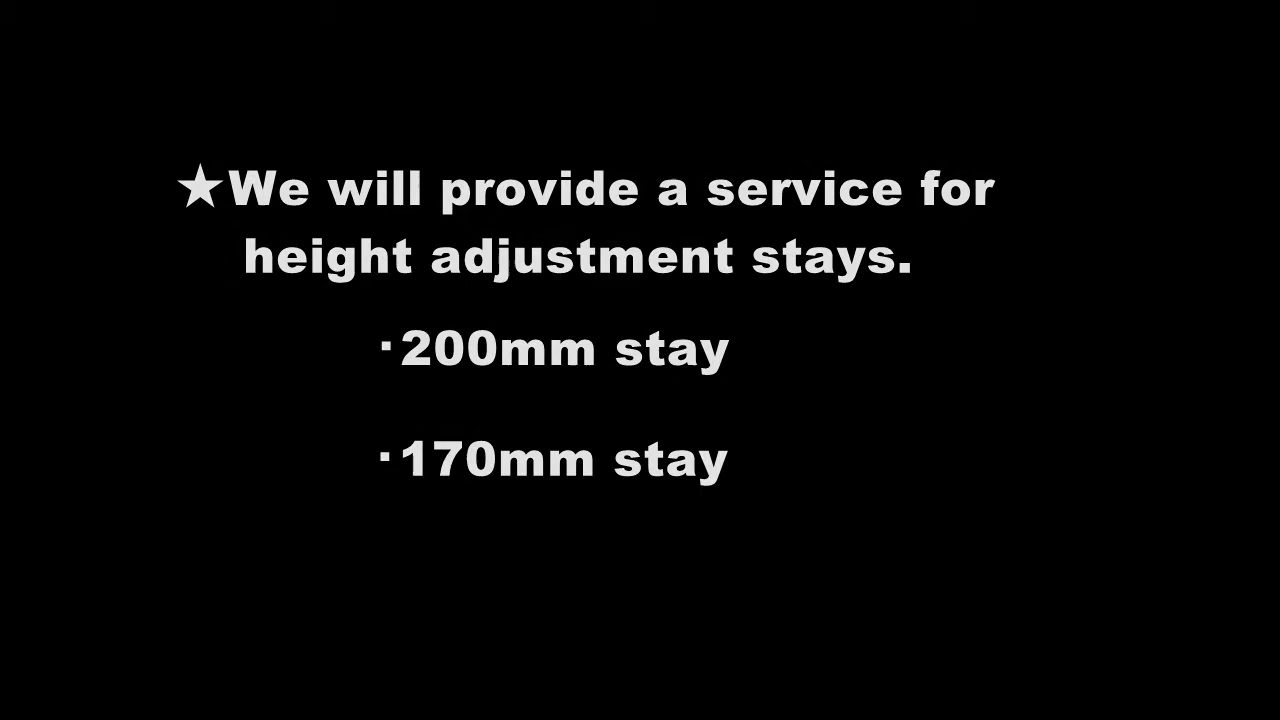 ★We will provide a service for
height adjustment stays.
･200mm stay
･170mm stay